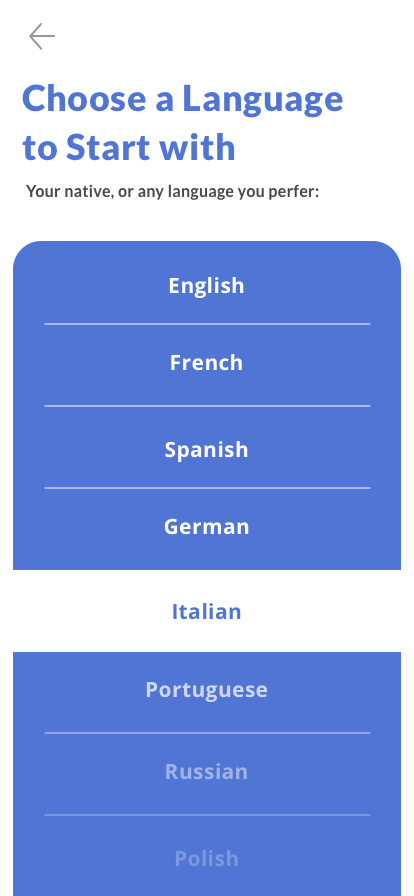 Choose a Language
to Start with
Your native, or any language you perfer:
English
French
Spanish
German
Italian
Portuguese
Russian
Polish